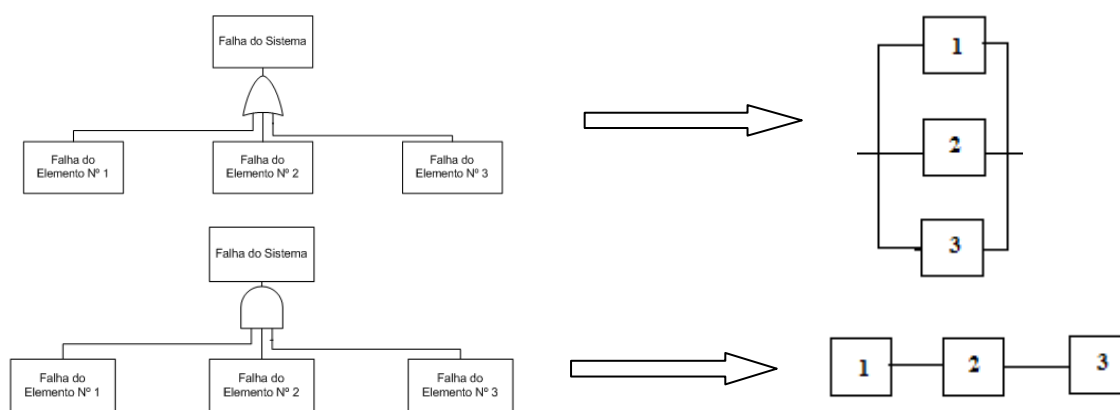 Falha do Sistema
Falha do
Elemento Nº 1
Falha do
Elemento Nº 2
Falha do
Elemento Nº 3
1
2
3
Falha do Sistema
Falha do
Elemento Nº 1
Falha do
Elemento Nº 2
Falha do
Elemento Nº 3
1
2
3